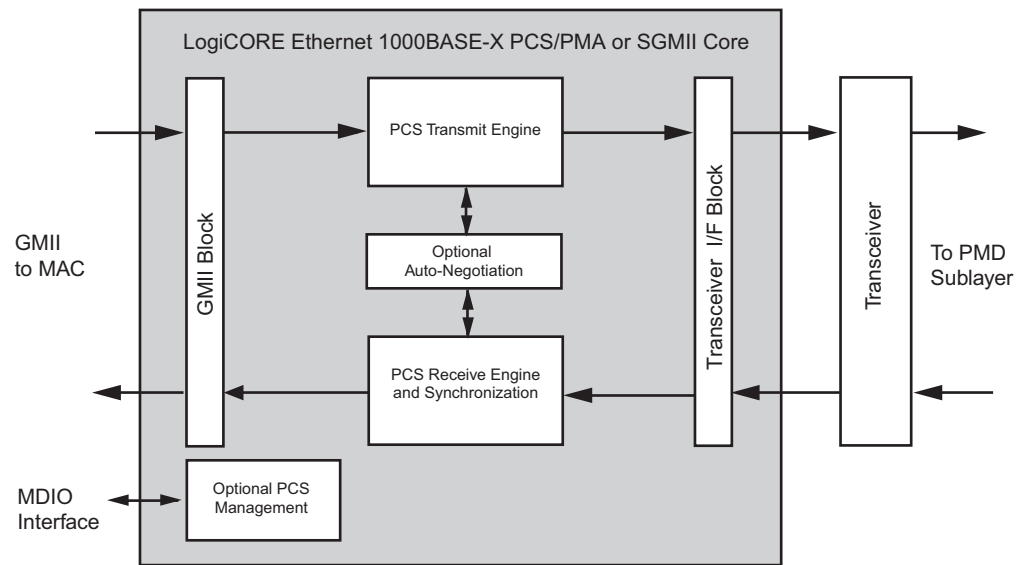 LogiCORE Ethernet 1000BASE-X PCS/PMA or SGMII Core
PCS Transmit Engine
GMII
to MAC
GMII Block
Optional
Auto-Negotiation
Transceiver I/F Block
Transceiver
To PMD
Sublayer
PCS Receive Engine
and Synchronization
MDIO
Interface
Optional PCS
Management